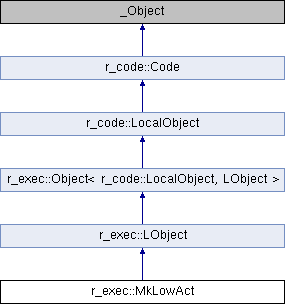 _Object
r_code::Code
r_code::LocalObject
r_exec::Object< r_code::LocalObject, LObject >
r_exec::LObject
r_exec::MkLowAct